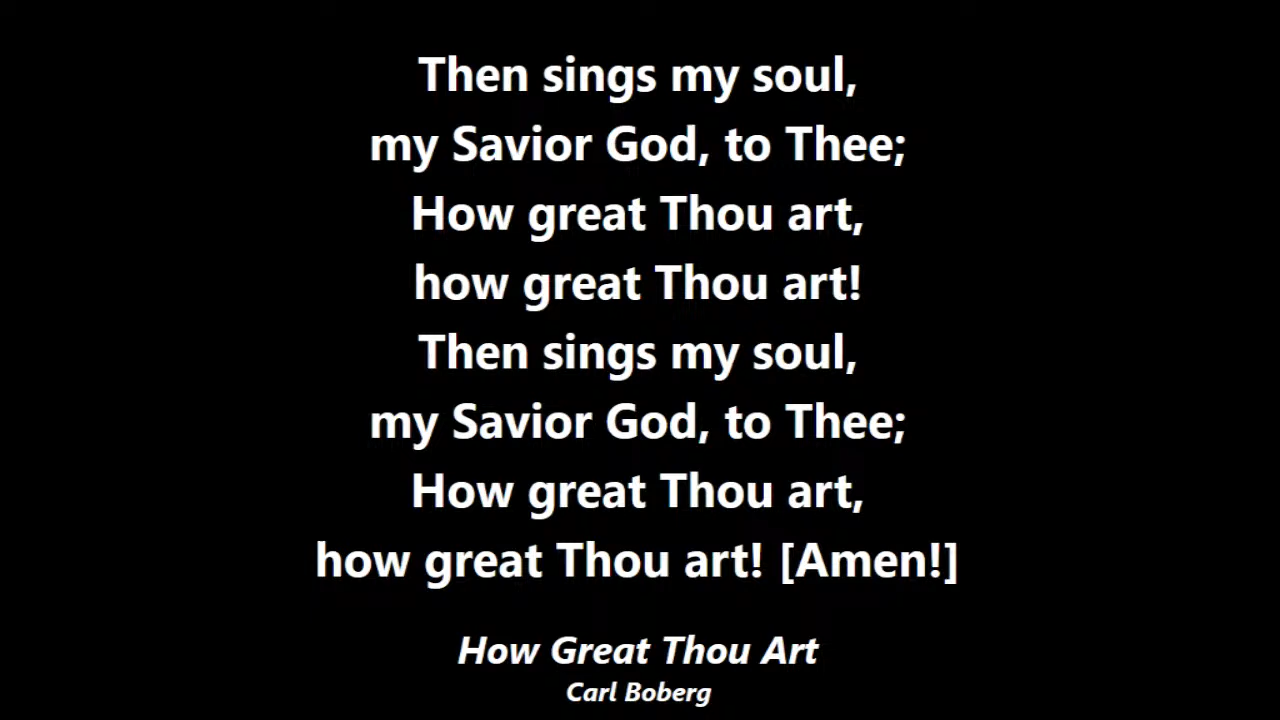 Then sings my soul,
my Savior God, to Thee;
How great Thou art,
how great Thou art!
Then sings my soul,
my Savior God, to Thee;
How great Thou art,
how great Thou art! [Amen!]
How Great Thou Art
Carl Boberg